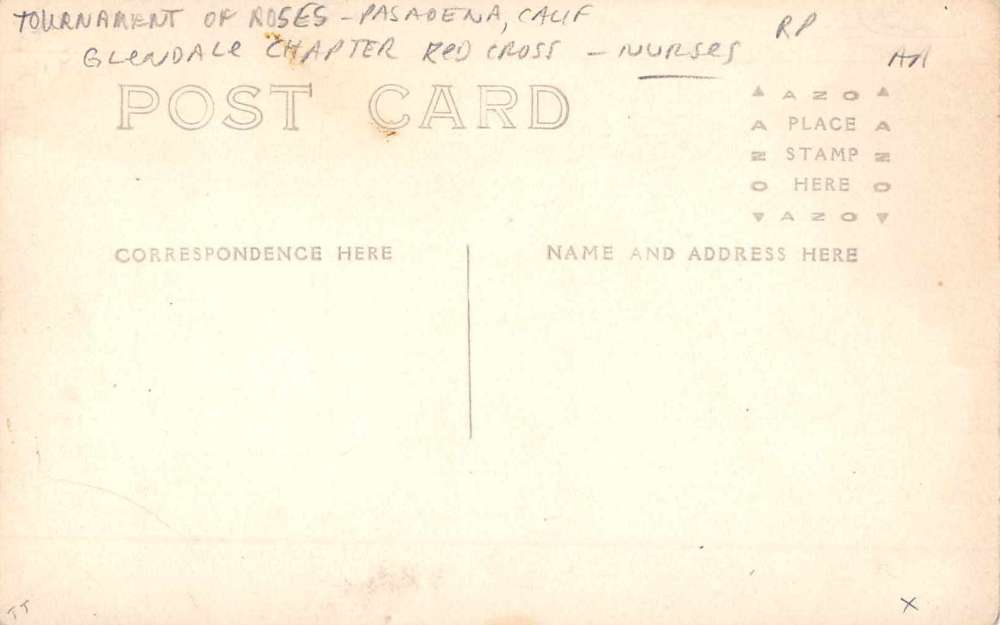 TOURNAMENT OF ROSES - PASADENA, CALIF
RP
GLENDALE CHAPTER RED CROSS - NURSES
POST CARD
▲ AZO ▲
A PLACE A
Z STAMP Z
O HERE O
▼ AZO ▼
CORRESPONDENCE HERE
NAME AND ADDRESS HERE
TT
X